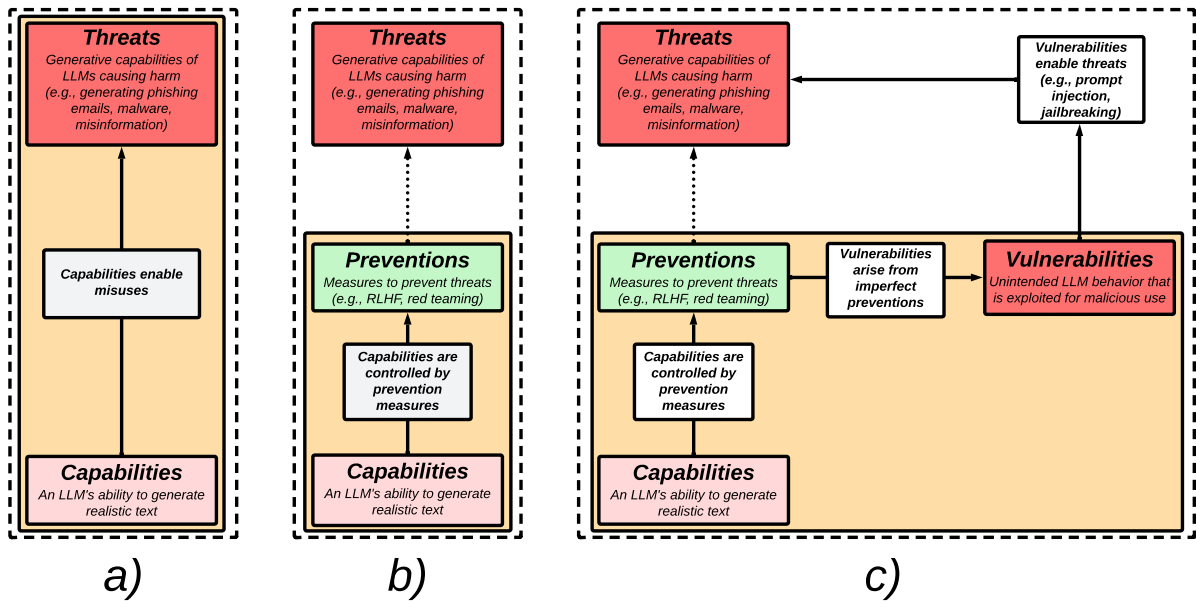 Threats
Generative capabilities of
LLMs causing harm
(e.g., generating phishing
emails, malware,
misinformation)
Capabilities enable
misuses
Capabilities
An LLM's ability to generate
realistic text
a)
Threats
Generative capabilities of
LLMs causing harm
(e.g., generating phishing
emails, malware,
misinformation)
Preventions
Measures to prevent threats
(e.g., RLHF, red teaming)
Capabilities are
controlled by
prevention
measures
Capabilities
An LLM's ability to generate
realistic text
b)
Threats
Generative capabilities of
LLMs causing harm
(e.g., generating phishing
emails, malware,
misinformation)
Vulnerabilities
enable threats
(e.g., prompt
injection,
jailbreaking)
Preventions
Measures to prevent threats
(e.g., RLHF, red teaming)
Vulnerabilities
arise from
imperfect
preventions
Vulnerabilities
Unintended LLM behavior that
is exploited for malicious use
Capabilities are
controlled by
prevention
measures
Capabilities
An LLM's ability to generate
realistic text
c)